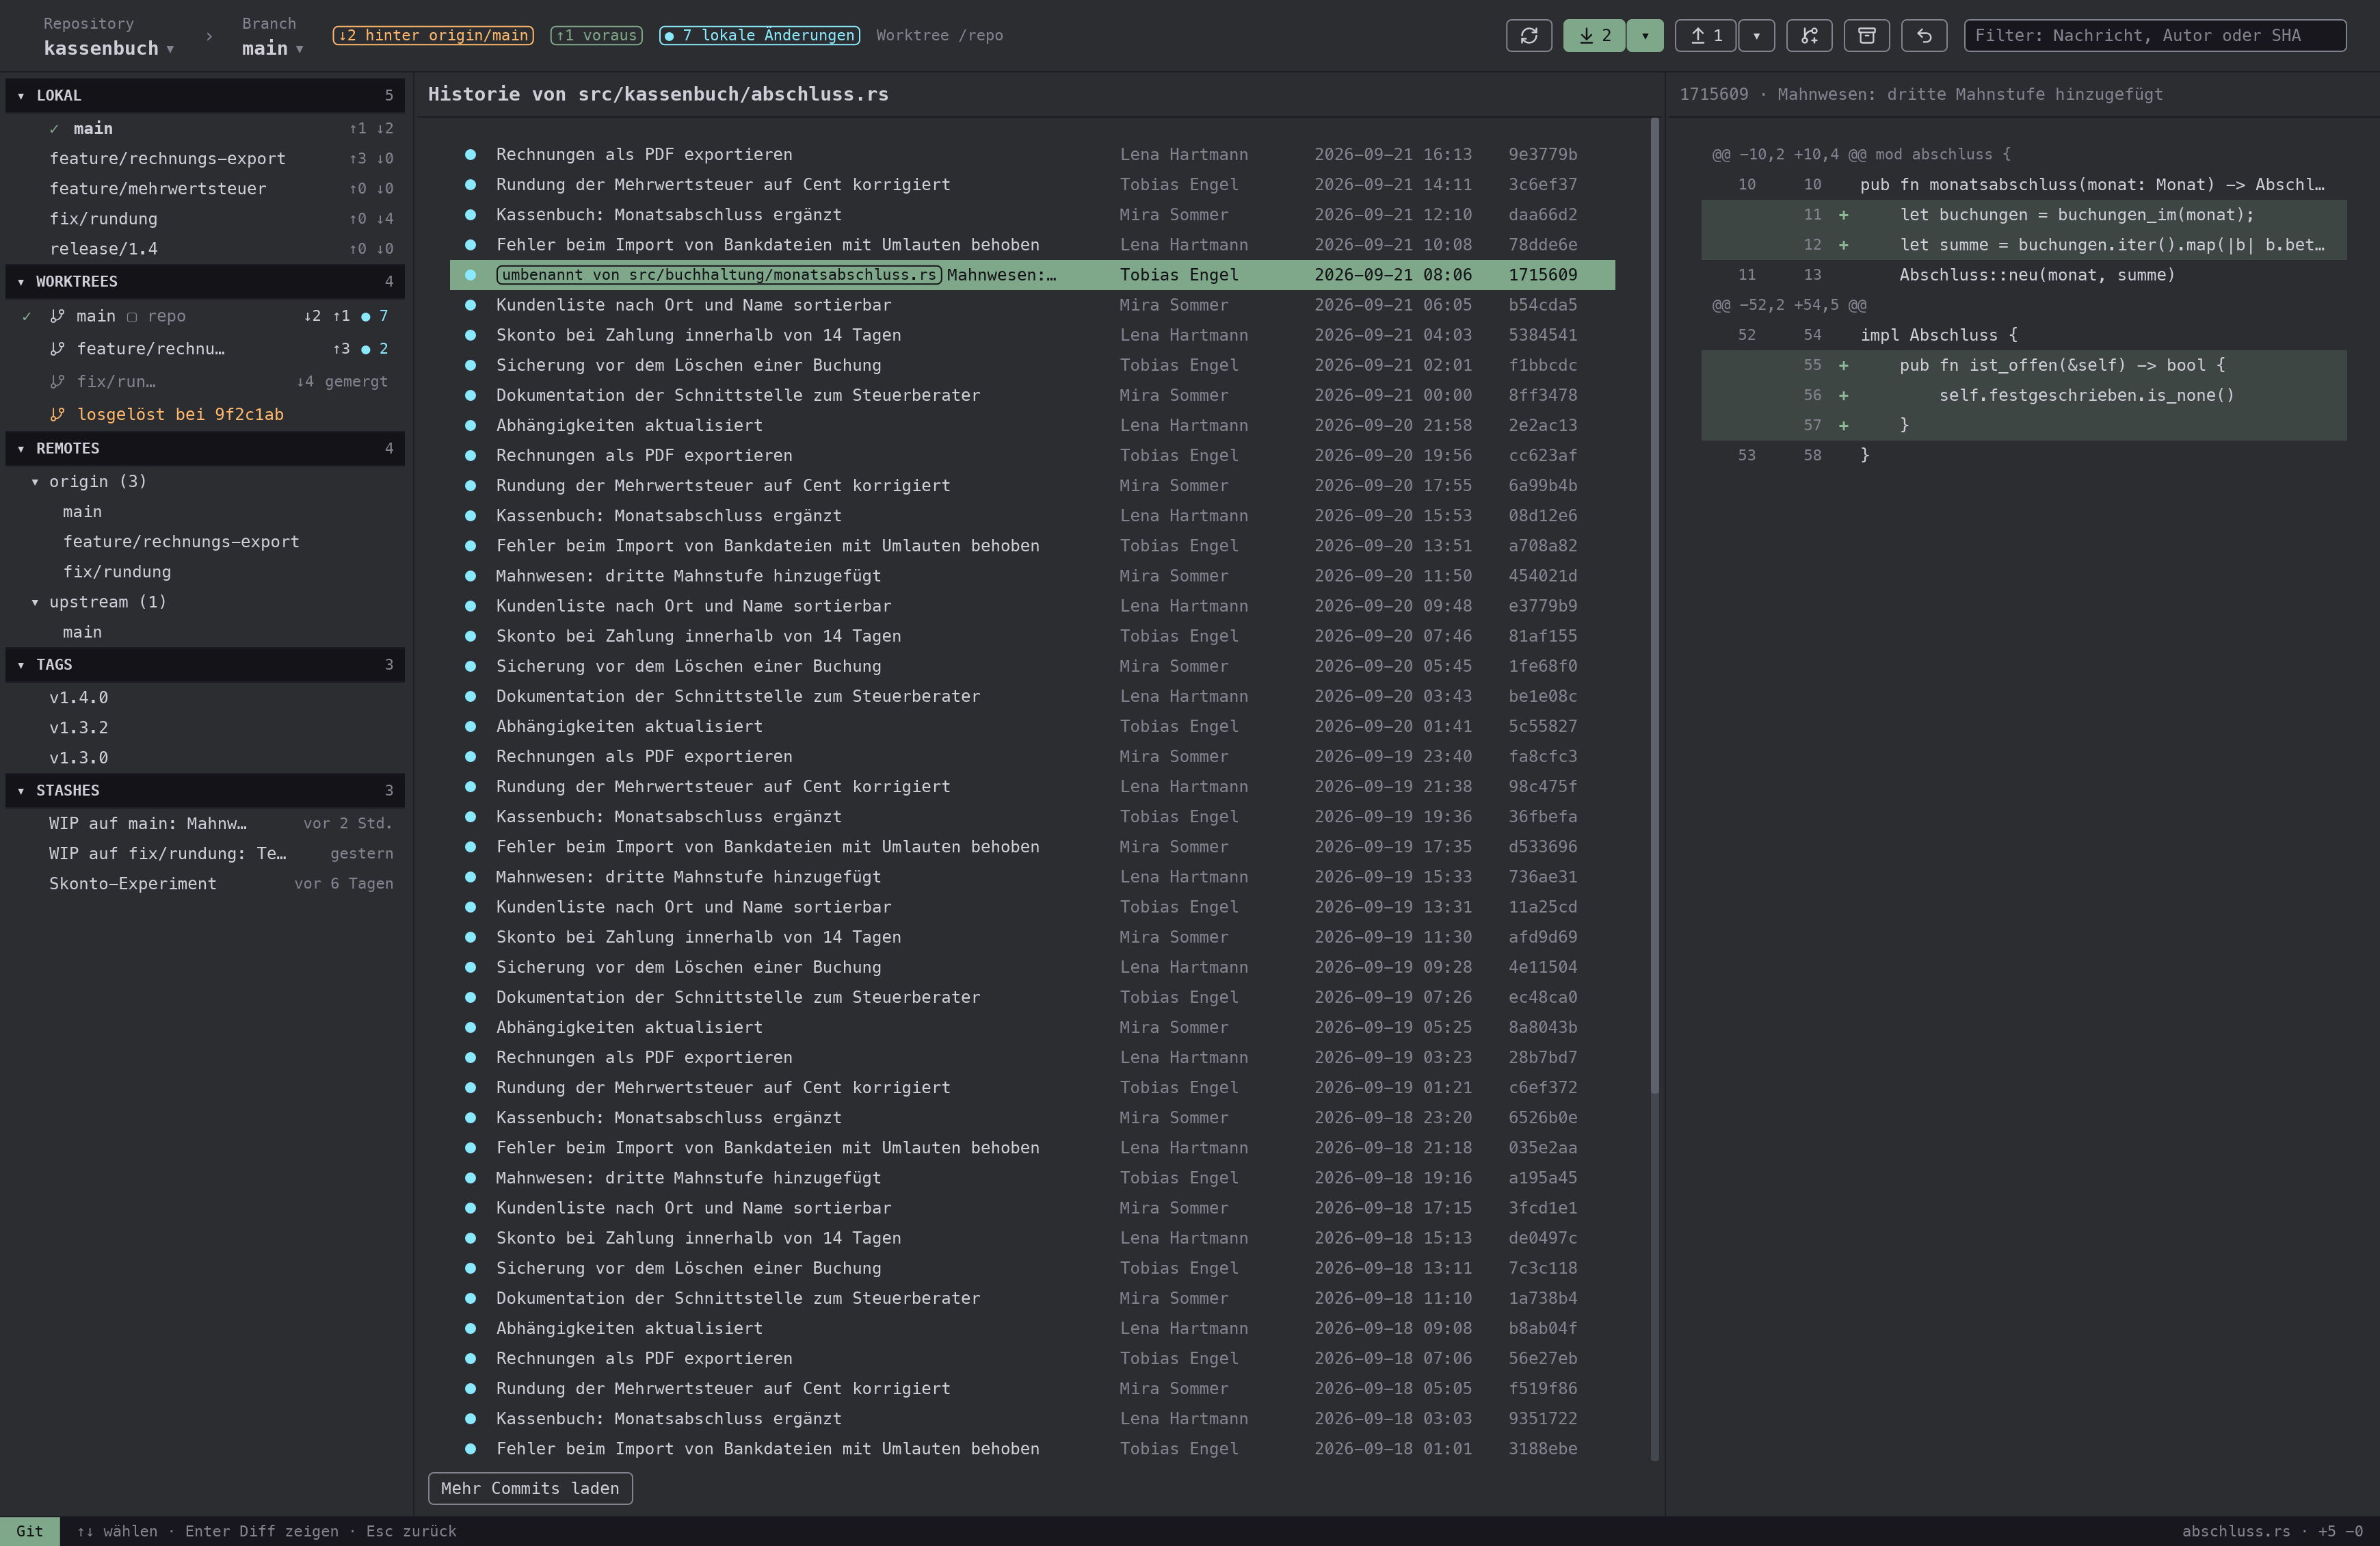 Repository
kassenbuch ▾
›
Branch
main ▾
↓2 hinter origin/main
↑1 voraus
● 7 lokale Änderungen
Worktree /repo
2 ▾
1 ▾
Filter: Nachricht, Autor oder SHA
▾ LOKAL 5
✓ main ↑1 ↓2
feature/rechnungs-export ↑3 ↓0
feature/mehrwertsteuer ↑0 ↓0
fix/rundung ↑0 ↓4
release/1.4 ↑0 ↓0
▾ WORKTREES 4
✓ main ▢ repo ↓2 ↑1 ● 7
feature/rechnu… ↑3 ● 2
fix/run… ↓4 gemergt
losgelöst bei 9f2c1ab
▾ REMOTES 4
▾ origin (3)
main
feature/rechnungs-export
fix/rundung
▾ upstream (1)
main
▾ TAGS 3
v1.4.0
v1.3.2
v1.3.0
▾ STASHES 3
WIP auf main: Mahnw… vor 2 Std.
WIP auf fix/rundung: Te… gestern
Skonto-Experiment vor 6 Tagen
Historie von src/kassenbuch/abschluss.rs
Rechnungen als PDF exportieren Lena Hartmann 2026-09-21 16:13 9e3779b
Rundung der Mehrwertsteuer auf Cent korrigiert Tobias Engel 2026-09-21 14:11 3c6ef37
Kassenbuch: Monatsabschluss ergänzt Mira Sommer 2026-09-21 12:10 daa66d2
Fehler beim Import von Bankdateien mit Umlauten behoben Lena Hartmann 2026-09-21 10:08 78dde6e
umbenannt von src/buchhaltung/monatsabschluss.rs Mahnwesen:… Tobias Engel 2026-09-21 08:06 1715609
Kundenliste nach Ort und Name sortierbar Mira Sommer 2026-09-21 06:05 b54cda5
Skonto bei Zahlung innerhalb von 14 Tagen Lena Hartmann 2026-09-21 04:03 5384541
Sicherung vor dem Löschen einer Buchung Tobias Engel 2026-09-21 02:01 f1bbcdc
Dokumentation der Schnittstelle zum Steuerberater Mira Sommer 2026-09-21 00:00 8ff3478
Abhängigkeiten aktualisiert Lena Hartmann 2026-09-20 21:58 2e2ac13
Rechnungen als PDF exportieren Tobias Engel 2026-09-20 19:56 cc623af
Rundung der Mehrwertsteuer auf Cent korrigiert Mira Sommer 2026-09-20 17:55 6a99b4b
Kassenbuch: Monatsabschluss ergänzt Lena Hartmann 2026-09-20 15:53 08d12e6
Fehler beim Import von Bankdateien mit Umlauten behoben Tobias Engel 2026-09-20 13:51 a708a82
Mahnwesen: dritte Mahnstufe hinzugefügt Mira Sommer 2026-09-20 11:50 454021d
Kundenliste nach Ort und Name sortierbar Lena Hartmann 2026-09-20 09:48 e3779b9
Skonto bei Zahlung innerhalb von 14 Tagen Tobias Engel 2026-09-20 07:46 81af155
Sicherung vor dem Löschen einer Buchung Mira Sommer 2026-09-20 05:45 1fe68f0
Dokumentation der Schnittstelle zum Steuerberater Lena Hartmann 2026-09-20 03:43 be1e08c
Abhängigkeiten aktualisiert Tobias Engel 2026-09-20 01:41 5c55827
Rechnungen als PDF exportieren Mira Sommer 2026-09-19 23:40 fa8cfc3
Rundung der Mehrwertsteuer auf Cent korrigiert Lena Hartmann 2026-09-19 21:38 98c475f
Kassenbuch: Monatsabschluss ergänzt Tobias Engel 2026-09-19 19:36 36fbefa
Fehler beim Import von Bankdateien mit Umlauten behoben Mira Sommer 2026-09-19 17:35 d533696
Mahnwesen: dritte Mahnstufe hinzugefügt Lena Hartmann 2026-09-19 15:33 736ae31
Kundenliste nach Ort und Name sortierbar Tobias Engel 2026-09-19 13:31 11a25cd
Skonto bei Zahlung innerhalb von 14 Tagen Mira Sommer 2026-09-19 11:30 afd9d69
Sicherung vor dem Löschen einer Buchung Lena Hartmann 2026-09-19 09:28 4e11504
Dokumentation der Schnittstelle zum Steuerberater Tobias Engel 2026-09-19 07:26 ec48ca0
Abhängigkeiten aktualisiert Mira Sommer 2026-09-19 05:25 8a8043b
Rechnungen als PDF exportieren Lena Hartmann 2026-09-19 03:23 28b7bd7
Rundung der Mehrwertsteuer auf Cent korrigiert Tobias Engel 2026-09-19 01:21 c6ef372
Kassenbuch: Monatsabschluss ergänzt Mira Sommer 2026-09-18 23:20 6526b0e
Fehler beim Import von Bankdateien mit Umlauten behoben Lena Hartmann 2026-09-18 21:18 035e2aa
Mahnwesen: dritte Mahnstufe hinzugefügt Tobias Engel 2026-09-18 19:16 a195a45
Kundenliste nach Ort und Name sortierbar Mira Sommer 2026-09-18 17:15 3fcd1e1
Skonto bei Zahlung innerhalb von 14 Tagen Lena Hartmann 2026-09-18 15:13 de0497c
Sicherung vor dem Löschen einer Buchung Tobias Engel 2026-09-18 13:11 7c3c118
Dokumentation der Schnittstelle zum Steuerberater Mira Sommer 2026-09-18 11:10 1a738b4
Abhängigkeiten aktualisiert Lena Hartmann 2026-09-18 09:08 b8ab04f
Rechnungen als PDF exportieren Tobias Engel 2026-09-18 07:06 56e27eb
Rundung der Mehrwertsteuer auf Cent korrigiert Mira Sommer 2026-09-18 05:05 f519f86
Kassenbuch: Monatsabschluss ergänzt Lena Hartmann 2026-09-18 03:03 9351722
Fehler beim Import von Bankdateien mit Umlauten behoben Tobias Engel 2026-09-18 01:01 3188ebe
Mehr Commits laden
1715609 · Mahnwesen: dritte Mahnstufe hinzugefügt
@@ -10,2 +10,4 @@ mod abschluss {
10 10 pub fn monatsabschluss(monat: Monat) -> Abschl…
11 + let buchungen = buchungen_im(monat);
12 + let summe = buchungen.iter().map(|b| b.bet…
11 13 Abschluss::neu(monat, summe)
@@ -52,2 +54,5 @@
52 54 impl Abschluss {
55 + pub fn ist_offen(&self) -> bool {
56 + self.festgeschrieben.is_none()
57 + }
53 58 }
Git ↑↓ wählen · Enter Diff zeigen · Esc zurück
abschluss.rs · +5 −0